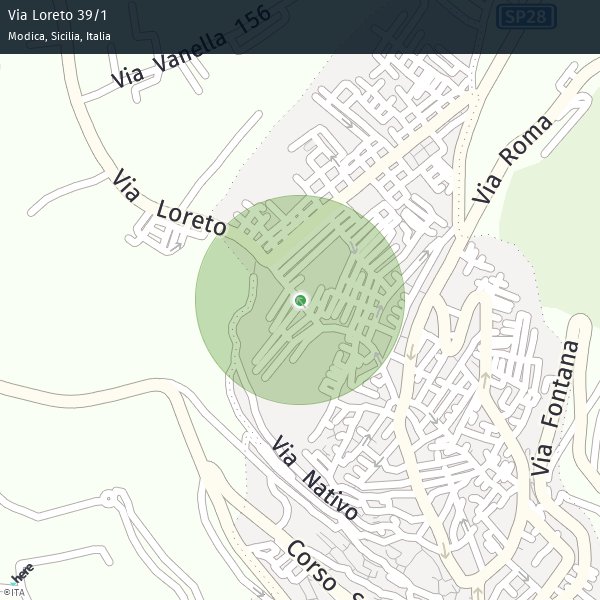 Via Loreto 39/1
Modica, Sicilia, Italia
SP28
Via Vanella 156
Via Roma
Via Loreto
Via Fontana
Via Nativo
Corso S
here
©ITA